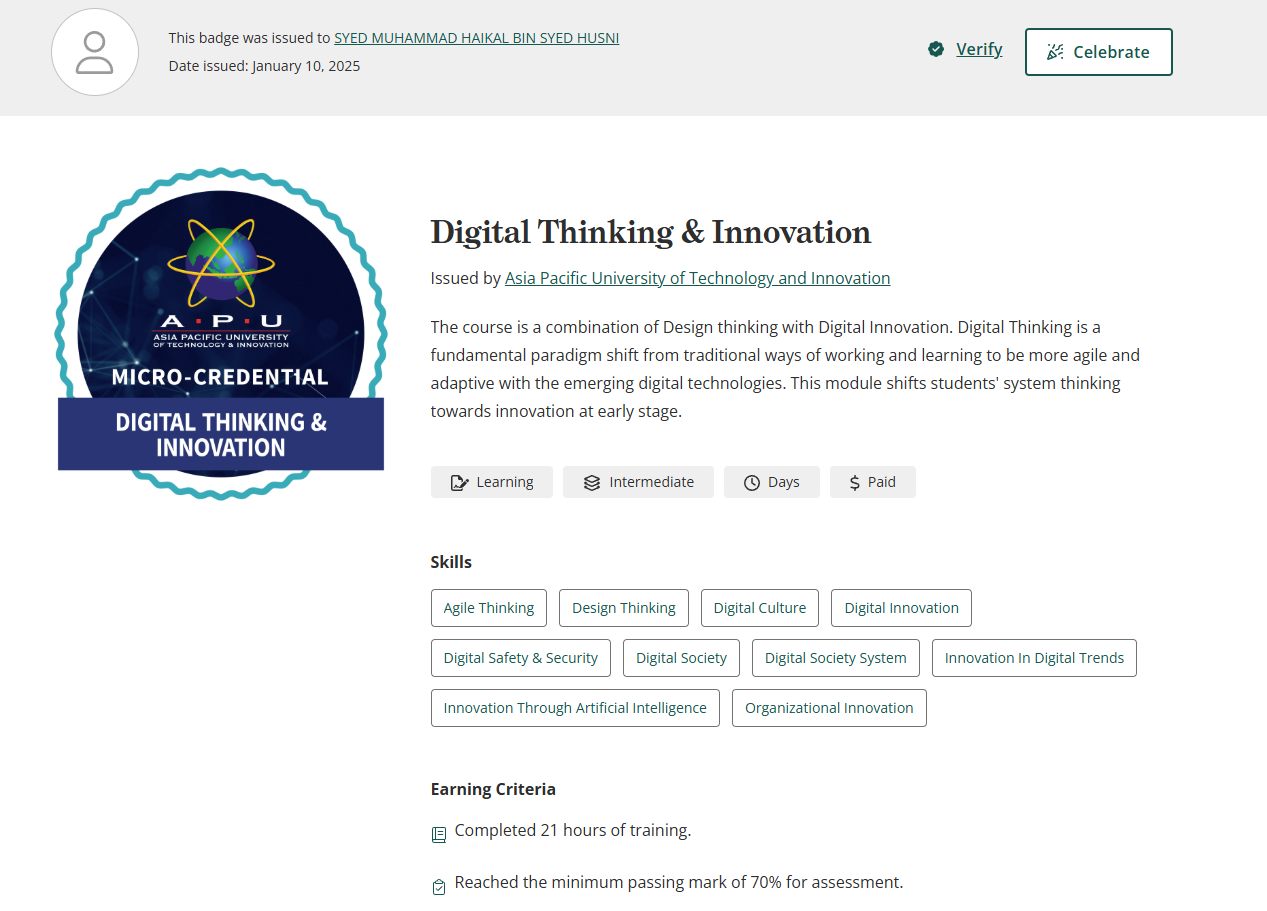 This badge was issued to SYED MUHAMMAD HAIKAL BIN SYED HUSNI
Date issued: January 10, 2025
Verify
Celebrate
A·P·U
ASIA PACIFIC UNIVERSITY
OF TECHNOLOGY & INNOVATION
MICRO-CREDENTIAL
DIGITAL THINKING &
INNOVATION
Digital Thinking & Innovation
Issued by Asia Pacific University of Technology and Innovation
The course is a combination of Design thinking with Digital Innovation. Digital Thinking is a
fundamental paradigm shift from traditional ways of working and learning to be more agile and
adaptive with the emerging digital technologies. This module shifts students' system thinking
towards innovation at early stage.
Learning
Intermediate
Days
Paid
Skills
Agile Thinking
Design Thinking
Digital Culture
Digital Innovation
Digital Safety & Security
Digital Society
Digital Society System
Innovation In Digital Trends
Innovation Through Artificial Intelligence
Organizational Innovation
Earning Criteria
Completed 21 hours of training.
Reached the minimum passing mark of 70% for assessment.